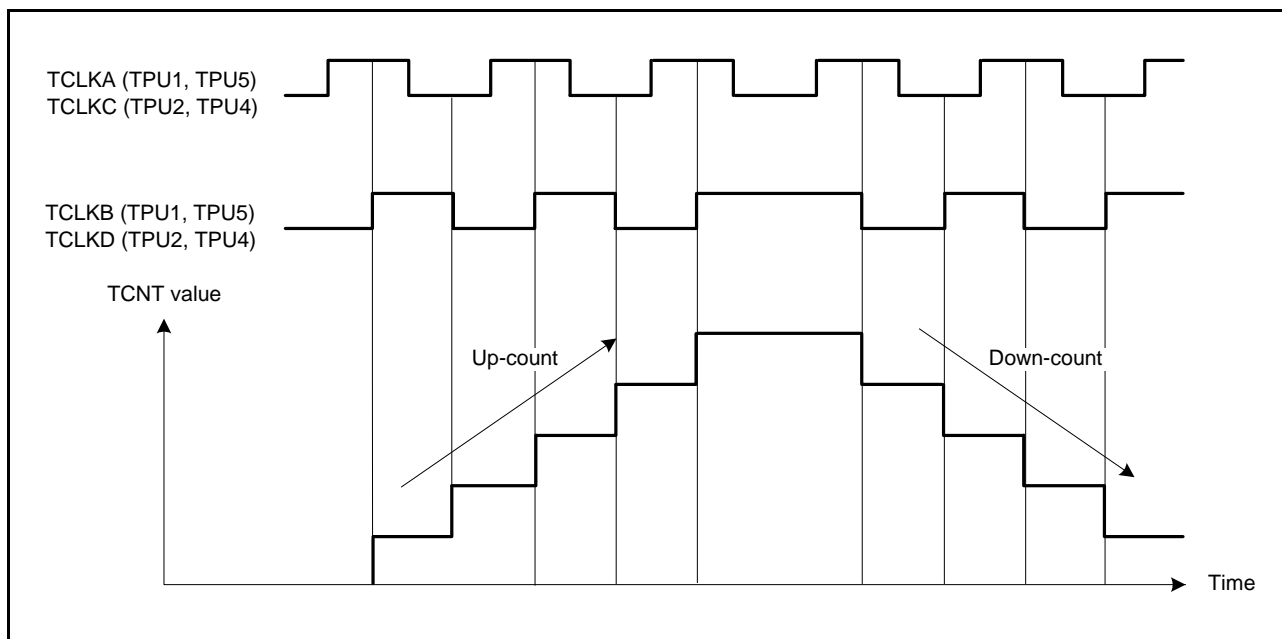 TCLKA (TPU1, TPU5)
TCLKC (TPU2, TPU4)
TCLKB (TPU1, TPU5)
TCLKD (TPU2, TPU4)
TCNT value
Up-count
Down-count
Time